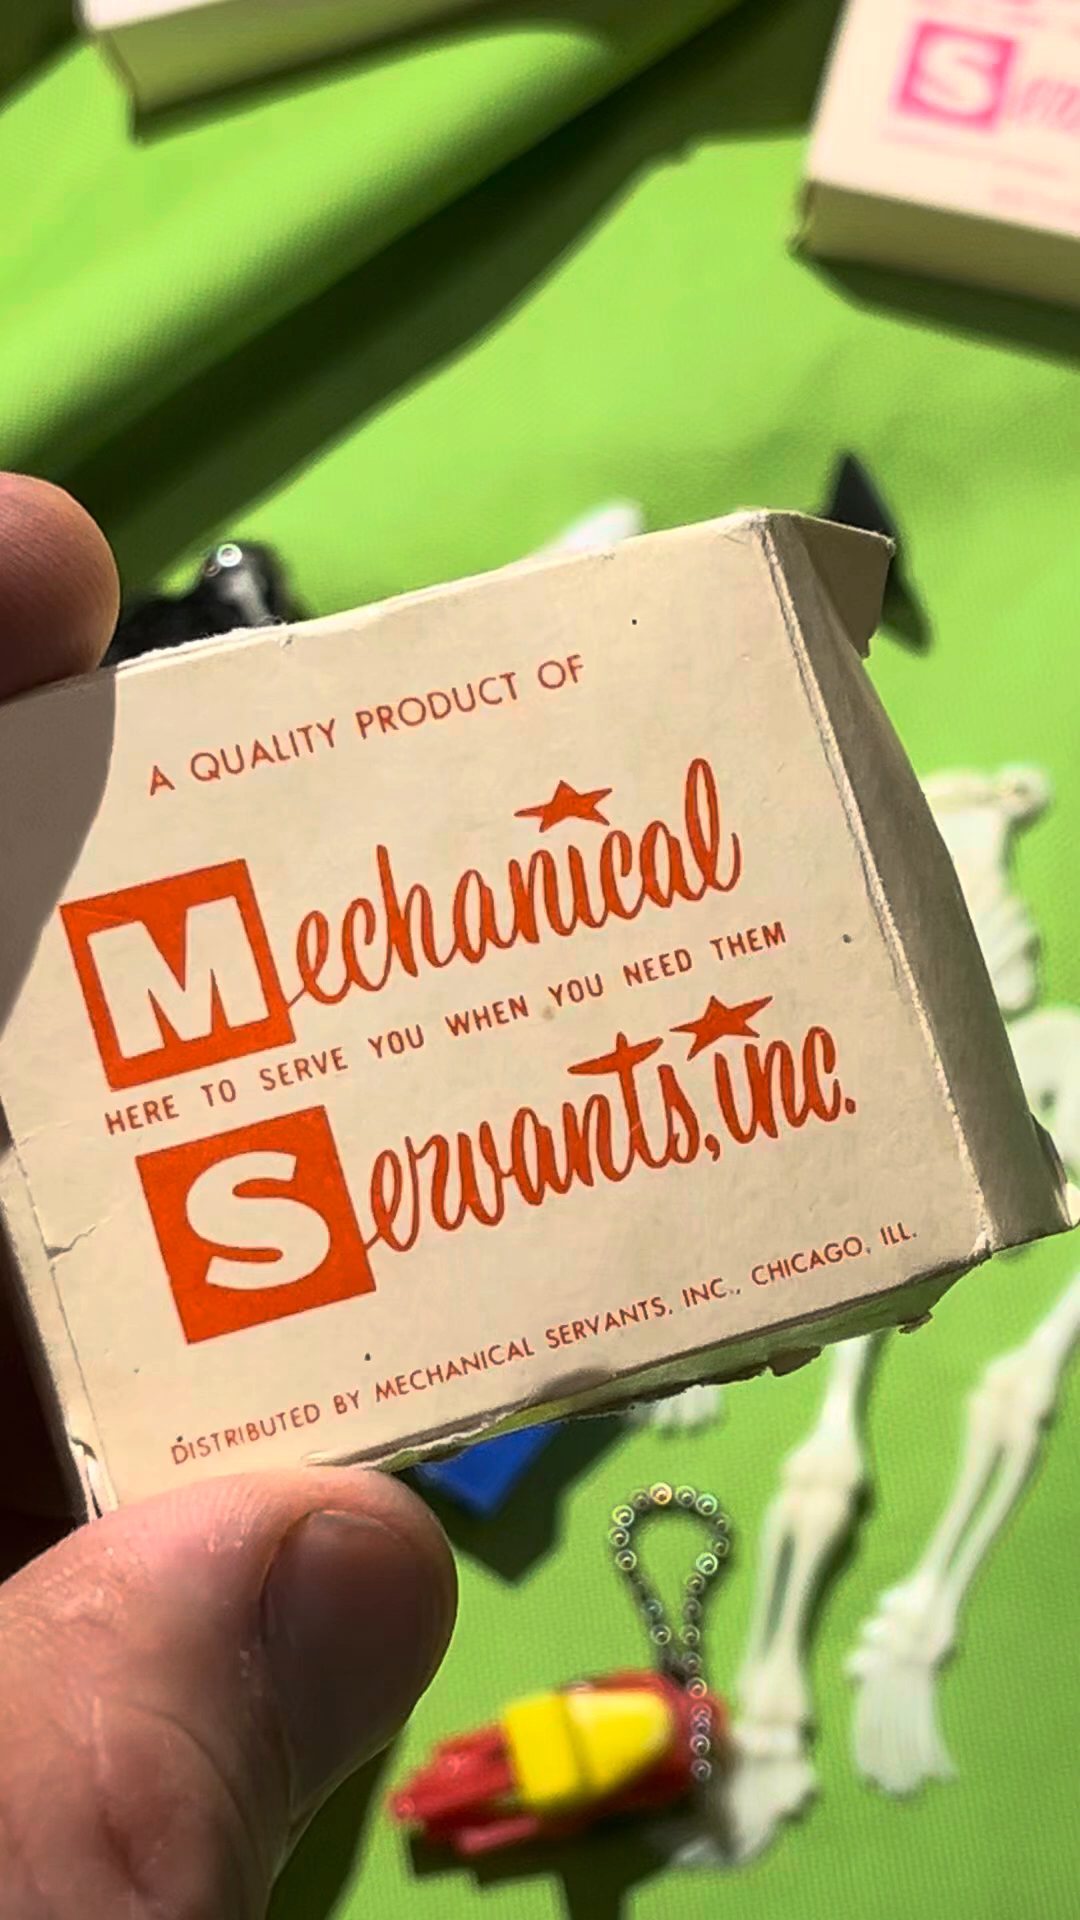 A QUALITY PRODUCT OF
Mechanical
HERE TO SERVE YOU WHEN YOU NEED THEM
Servants, inc.
DISTRIBUTED BY MECHANICAL SERVANTS, INC., CHICAGO, ILL.